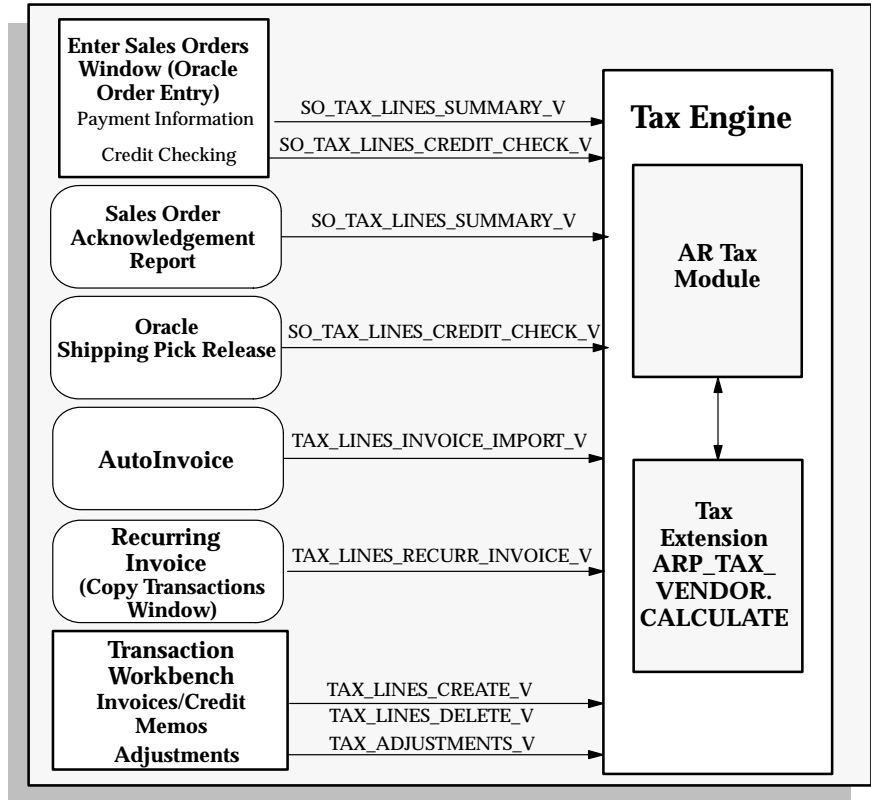 Enter Sales Orders
Window (Oracle
Order Entry)
Payment Information
Credit Checking
SO_TAX_LINES_SUMMARY_V
SO_TAX_LINES_CREDIT_CHECK_V
Sales Order
Acknowledgement
Report
SO_TAX_LINES_SUMMARY_V
Oracle
Shipping Pick Release
SO_TAX_LINES_CREDIT_CHECK_V
AutoInvoice
TAX_LINES_INVOICE_IMPORT_V
Recurring
Invoice
(Copy Transactions
Window)
TAX_LINES_RECURR_INVOICE_V
Transaction
Workbench
Invoices/Credit
Memos
Adjustments
TAX_LINES_CREATE_V
TAX_LINES_DELETE_V
TAX_ADJUSTMENTS_V
Tax Engine
AR Tax
Module
Tax
Extension
ARP_TAX_
VENDOR.
CALCULATE